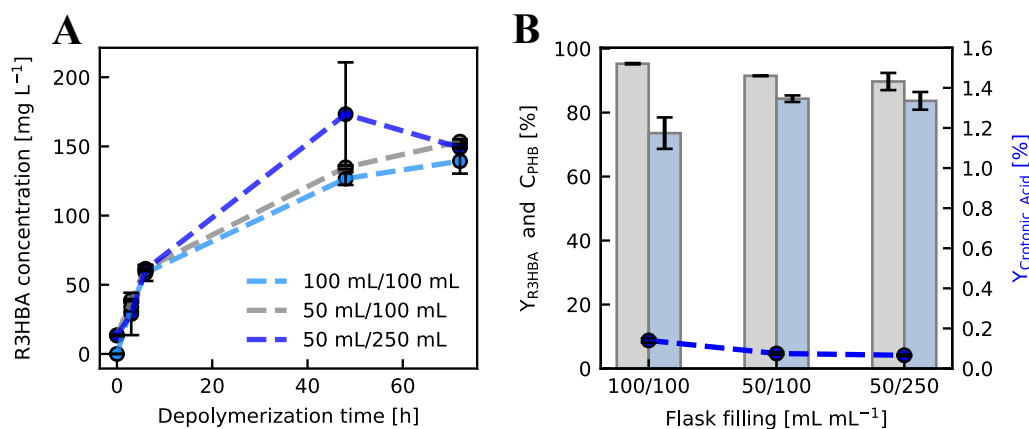 A
R3HBA concentration [mg L⁻¹]
200
150
100
50
0
100 mL/100 mL
50 mL/100 mL
50 mL/250 mL
0
20
40
60
Depolymerization time [h]
B
Y_R3HBA and C_PHB [%]
100
80
60
40
20
0
1.6
1.4
1.2
1.0
0.8
0.6
0.4
0.2
0.0
Y_Crotonic_Acid [%]
100/100
50/100
50/250
Flask filling [mL mL⁻¹]